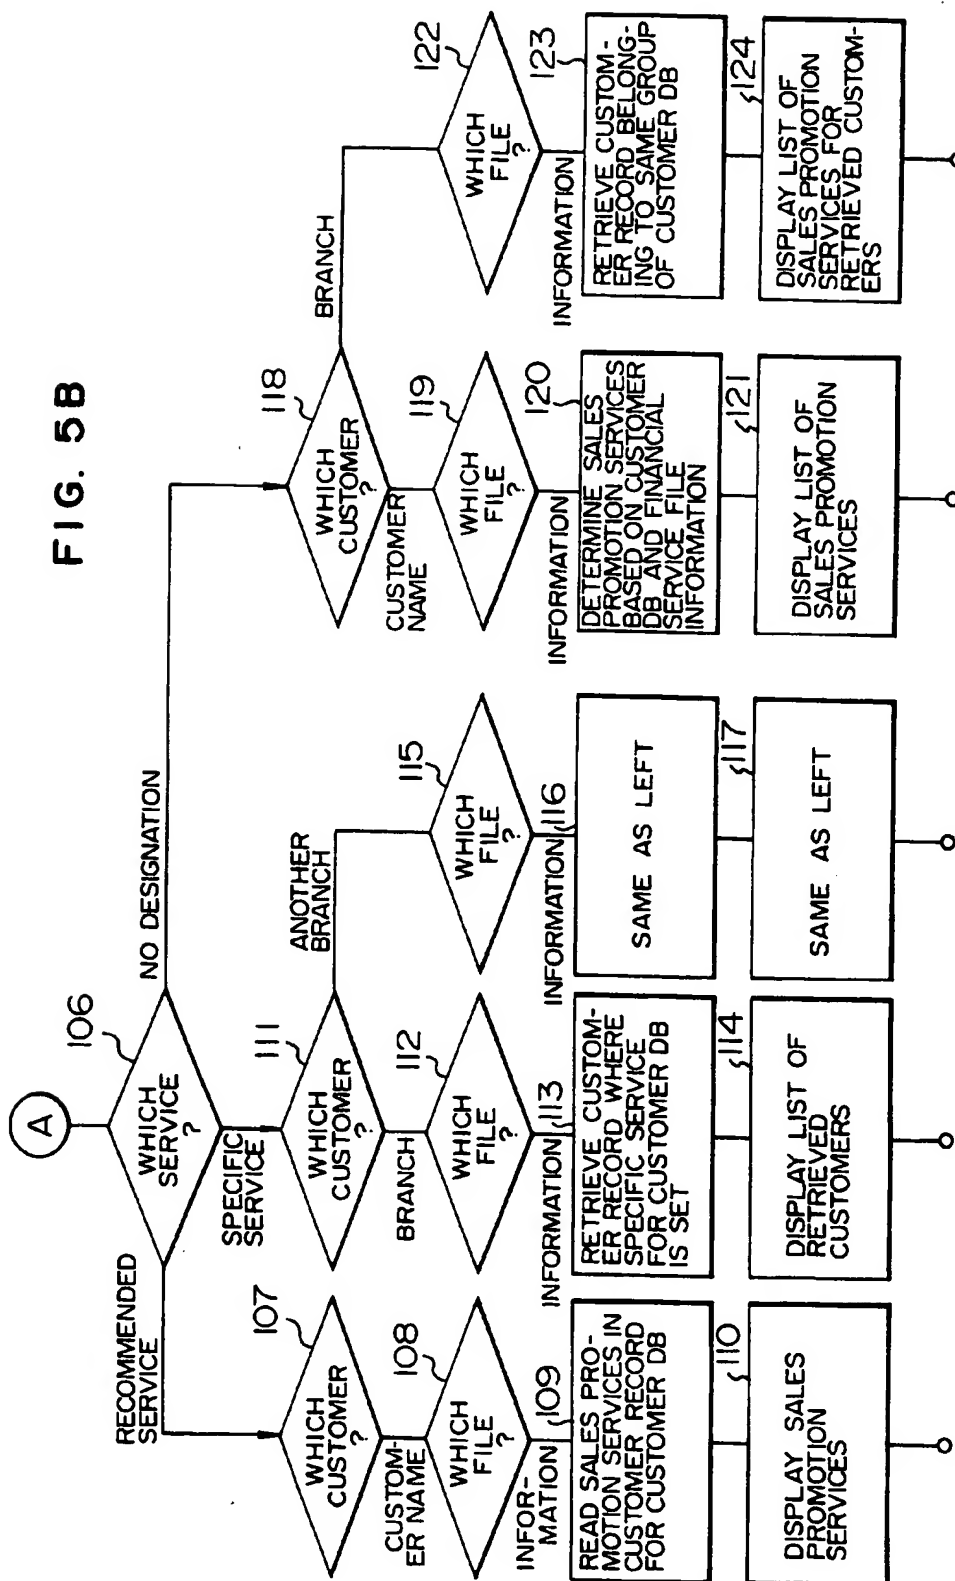 FIG. 5B
A
106
WHICH
SERVICE
?
RECOMMENDED
SERVICE
SPECIFIC
SERVICE
NO DESIGNATION
107
WHICH
CUSTOMER
?
CUSTOM-
ER NAME
108
WHICH
FILE
?
INFOR-
MATION
109
READ SALES PRO-
MOTION SERVICES IN
CUSTOMER RECORD
FOR CUSTOMER DB
110
DISPLAY SALES
PROMOTION
SERVICES
111
WHICH
CUSTOMER
?
BRANCH
ANOTHER
BRANCH
112
WHICH
FILE
?
INFORMATION
113
RETRIEVE CUSTOM-
ER RECORD WHERE
SPECIFIC SERVICE
FOR CUSTOMER DB
IS SET
114
DISPLAY LIST OF
RETRIEVED
CUSTOMERS
115
WHICH
FILE
?
INFORMATION
116
SAME AS LEFT
117
SAME AS LEFT
118
WHICH
CUSTOMER
?
CUSTOMER
NAME
BRANCH
119
WHICH
FILE
?
INFORMATION
120
DETERMINE SALES
PROMOTION SERVICES
BASED ON CUSTOMER
DB AND FINANCIAL
SERVICE FILE
INFORMATION
121
DISPLAY LIST OF
SALES PROMOTION
SERVICES
122
WHICH
FILE
?
INFORMATION
123
RETRIEVE CUSTOM-
ER RECORD BELONG-
ING TO SAME GROUP
OF CUSTOMER DB
124
DISPLAY LIST OF
SALES PROMOTION
SERVICES FOR
RETRIEVED CUSTOM-
ERS